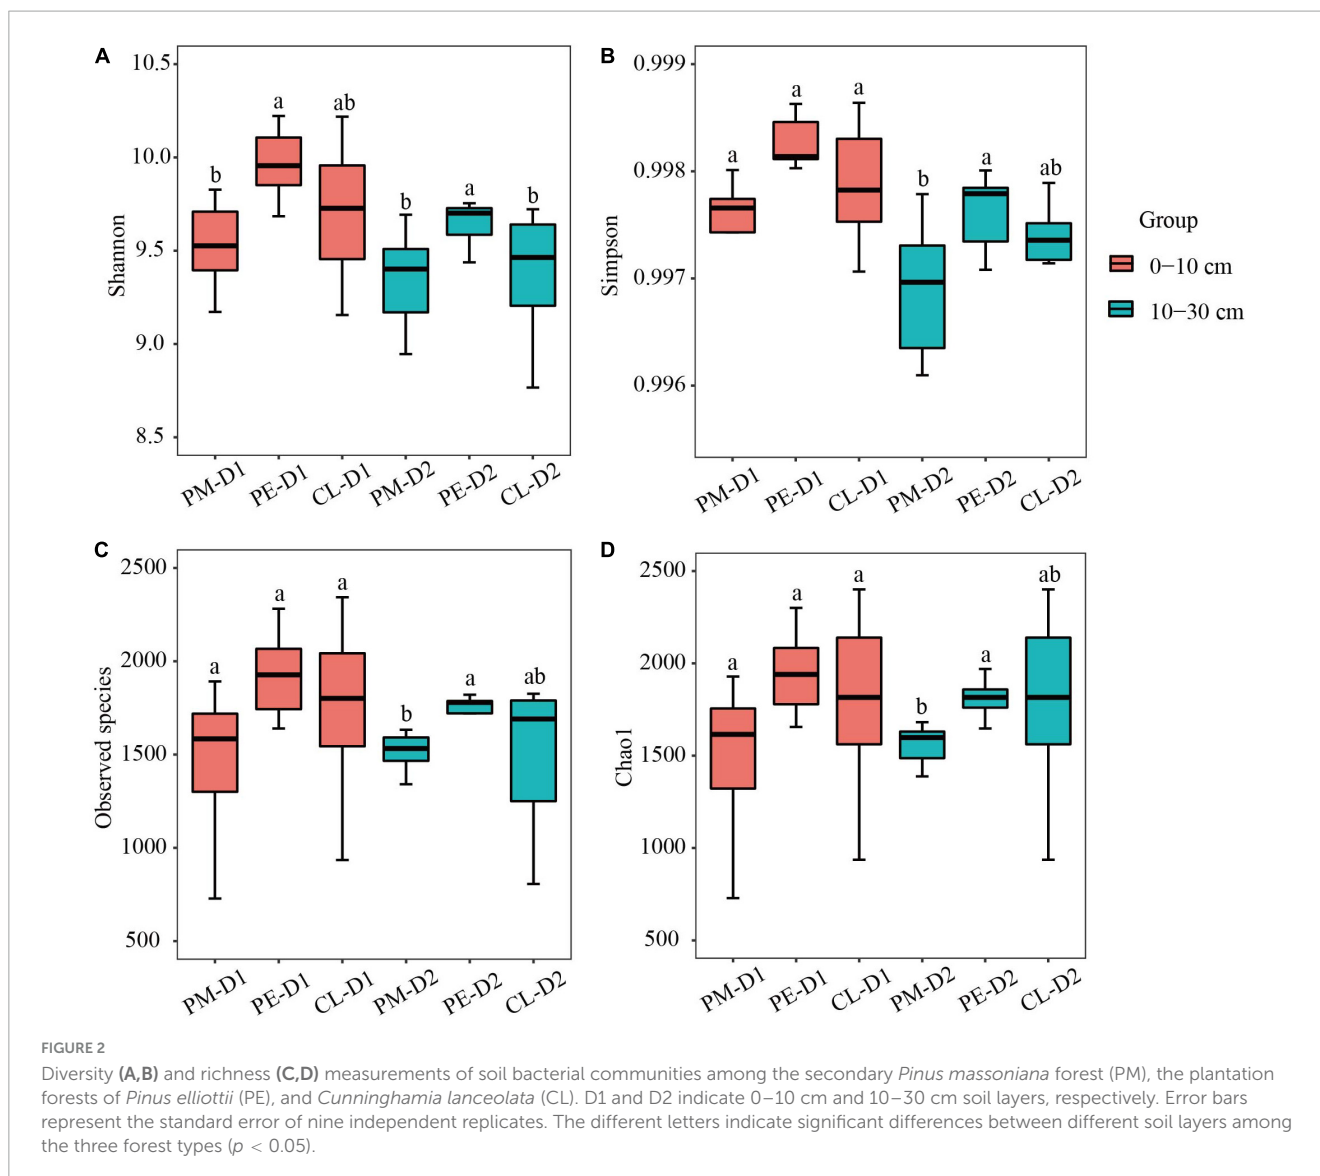 A
Shannon
10.5
10.0
9.5
9.0
8.5
b
a
ab
b
a
b
PM-D1
PE-D1
CL-D1
PM-D2
PE-D2
CL-D2
B
Simpson
0.999
0.998
0.997
0.996
a
a
a
b
a
ab
PM-D1
PE-D1
CL-D1
PM-D2
PE-D2
CL-D2
Group
0−10 cm
10−30 cm
C
Observed species
2500
2000
1500
1000
500
a
a
a
b
a
ab
PM-D1
PE-D1
CL-D1
PM-D2
PE-D2
CL-D2
D
Chao1
2500
2000
1500
1000
500
a
a
a
b
a
ab
PM-D1
PE-D1
CL-D1
PM-D2
PE-D2
CL-D2
FIGURE 2
Diversity (A,B) and richness (C,D) measurements of soil bacterial communities among the secondary Pinus massoniana forest (PM), the plantation
forests of Pinus elliottii (PE), and Cunninghamia lanceolata (CL). D1 and D2 indicate 0–10 cm and 10–30 cm soil layers, respectively. Error bars
represent the standard error of nine independent replicates. The different letters indicate significant differences between different soil layers among
the three forest types (p < 0.05).